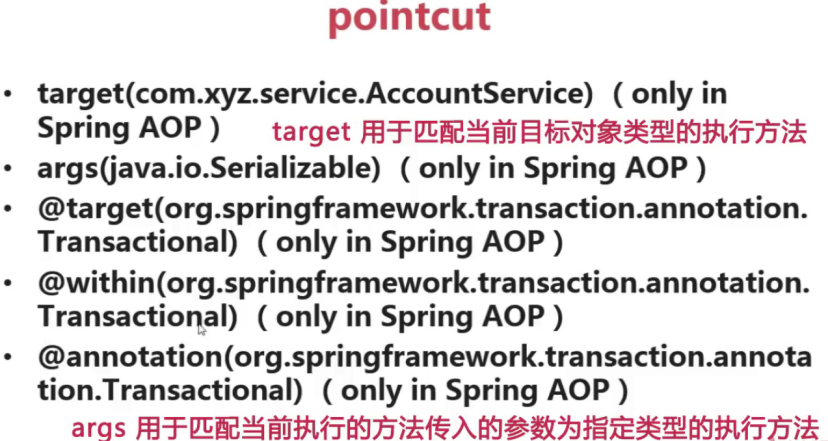 pointcut
• target(com.xyz.service.AccountService)（only in
Spring AOP） target 用于匹配当前目标对象类型的执行方法
• args(java.io.Serializable)（only in Spring AOP）
• @target(org.springframework.transaction.annotation.
Transactional)（only in Spring AOP）
• @within(org.springframework.transaction.annotation.
Transactional)（only in Spring AOP）
• @annotation(org.springframework.transaction.annota
tion.Transactional)（only in Spring AOP）
args 用于匹配当前执行的方法传入的参数为指定类型的执行方法